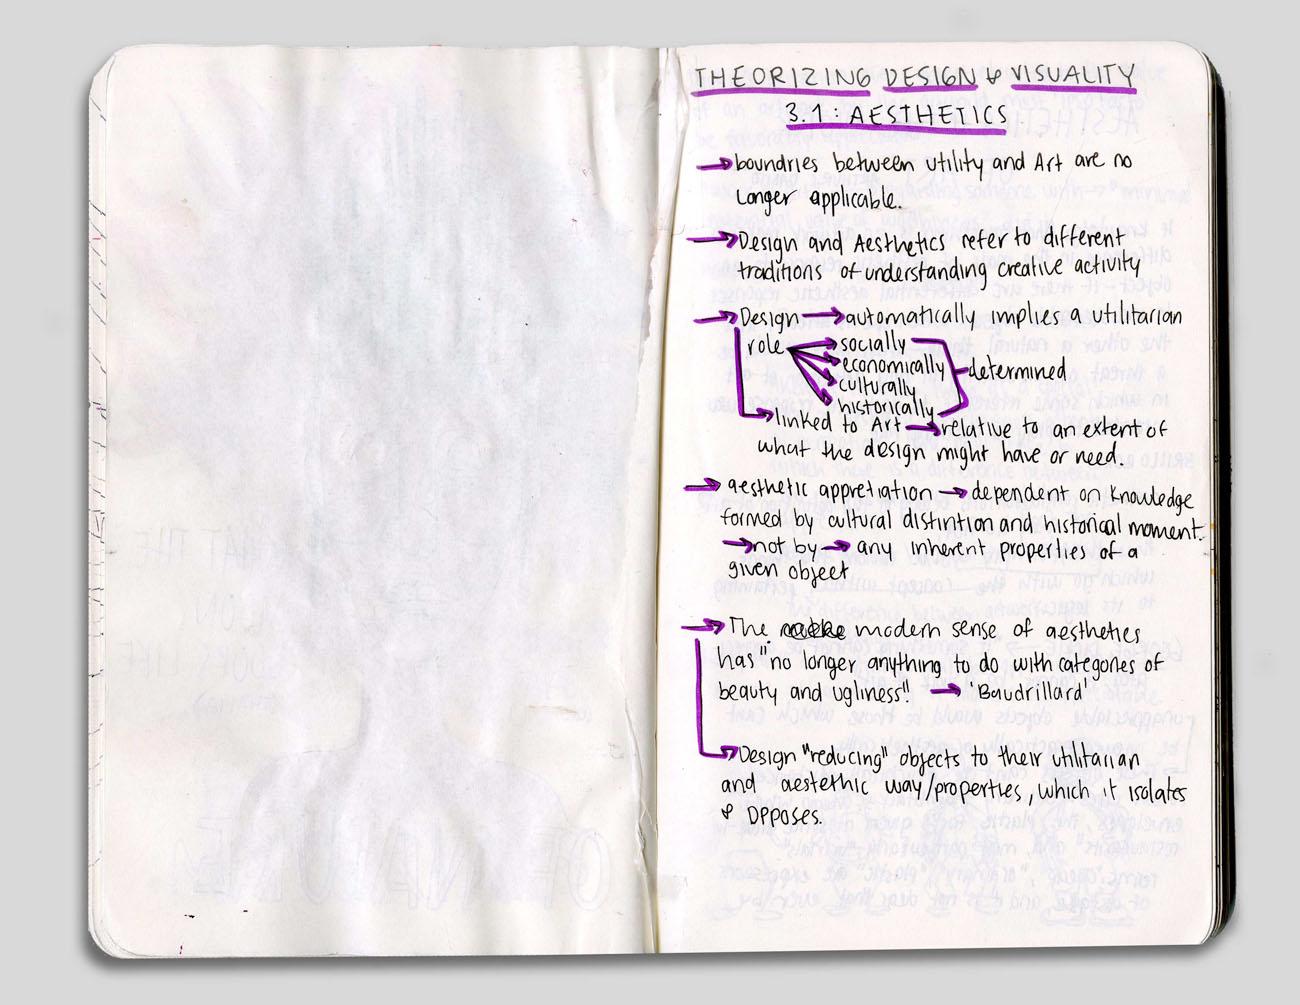 THEORIZING DESIGN & VISUALITY
3.1: AESTHETICS
→ boundries between utility and Art are no
longer applicable.
→ Design and Aesthetics refer to different
traditions of understanding creative activity
→ Design → automatically implies a utilitarian
role → socially
→ economically
→ culturally
→ historically
determined
→ linked to Art → relative to an extent of
what the design might have or need.
→ aesthetic appretiation → dependent on knowledge
formed by cultural distintion and historical moment.
→ not by → any inherent properties of a
given object
→ The modern sense of aesthetics
has "no longer anything to do with categories of
beauty and ugliness". → 'Baudrillard'
→ Design "reducing" objects to their utilitarian
and aestethic way/properties, which it isolates
& opposes.